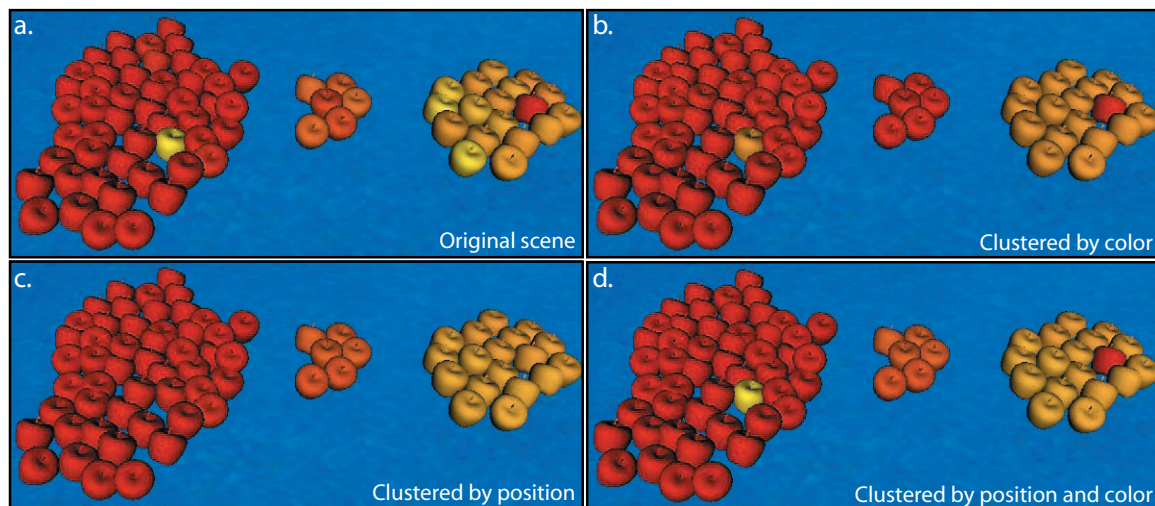 a.
Original scene
b.
Clustered by color
c.
Clustered by position
d.
Clustered by position and color